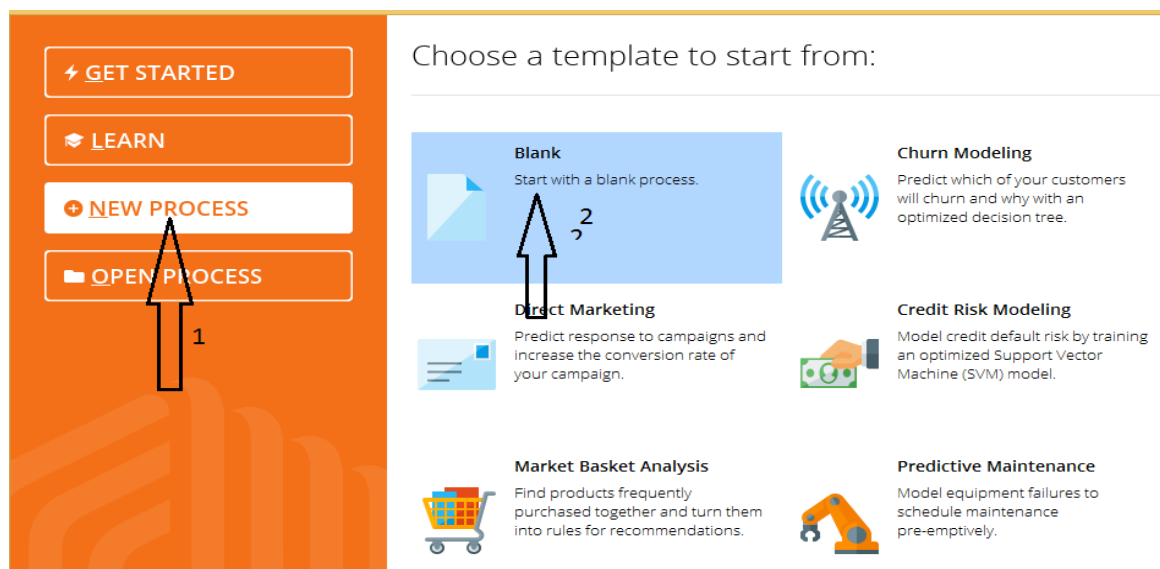 GET STARTED
LEARN
NEW PROCESS
OPEN PROCESS
1
Choose a template to start from:
Blank
Start with a blank process.
2
2
Churn Modeling
Predict which of your customers
will churn and why with an
optimized decision tree.
Direct Marketing
Predict response to campaigns and
increase the conversion rate of
your campaign.
Credit Risk Modeling
Model credit default risk by training
an optimized Support Vector
Machine (SVM) model.
Market Basket Analysis
Find products frequently
purchased together and turn them
into rules for recommendations.
Predictive Maintenance
Model equipment failures to
schedule maintenance
pre-emptively.